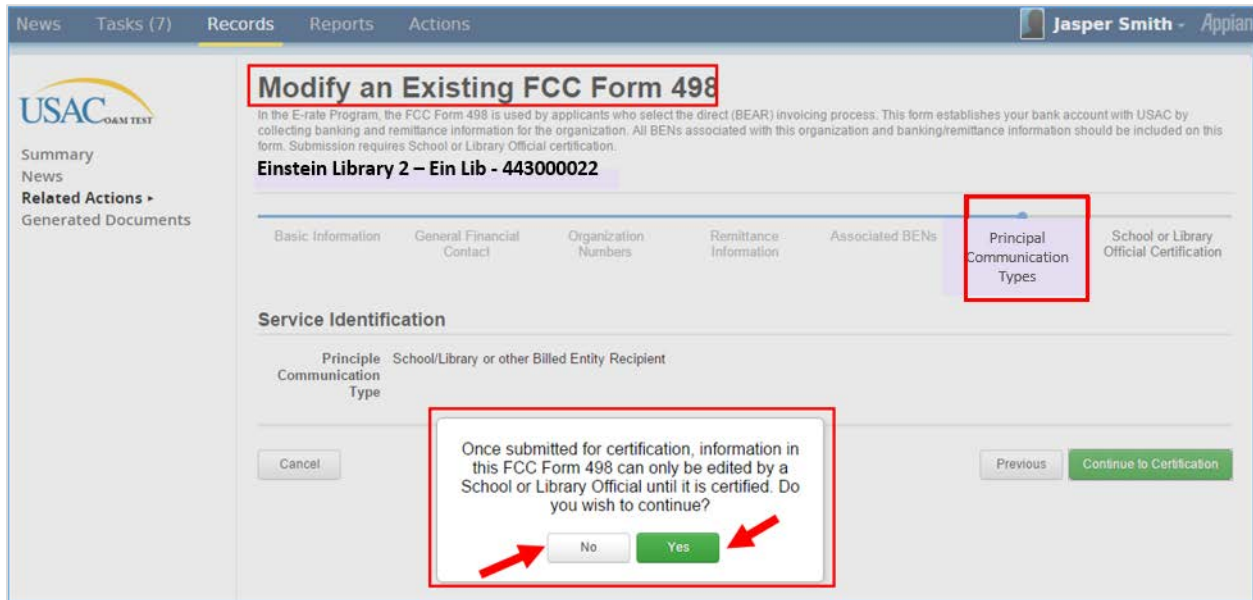 News Tasks (7) Records Reports Actions Jasper Smith - Appian
USAC O&M TEST
Summary
News
Related Actions ▸
Generated Documents
Modify an Existing FCC Form 498
In the E-rate Program, the FCC Form 498 is used by applicants who select the direct (BEAR) invoicing process. This form establishes your bank account with USAC by
collecting banking and remittance information for the organization. All BENs associated with this organization and banking/remittance information should be included on this
form. Submission requires School or Library Official certification.
Einstein Library 2 – Ein Lib - 443000022
Basic Information
General Financial
Contact
Organization
Numbers
Remittance
Information
Associated BENs
Principal
Communication
Types
School or Library
Official Certification
Service Identification
Principle
Communication
Type
School/Library or other Billed Entity Recipient
Cancel
Once submitted for certification, information in
this FCC Form 498 can only be edited by a
School or Library Official until it is certified. Do
you wish to continue?
No Yes
Previous Continue to Certification